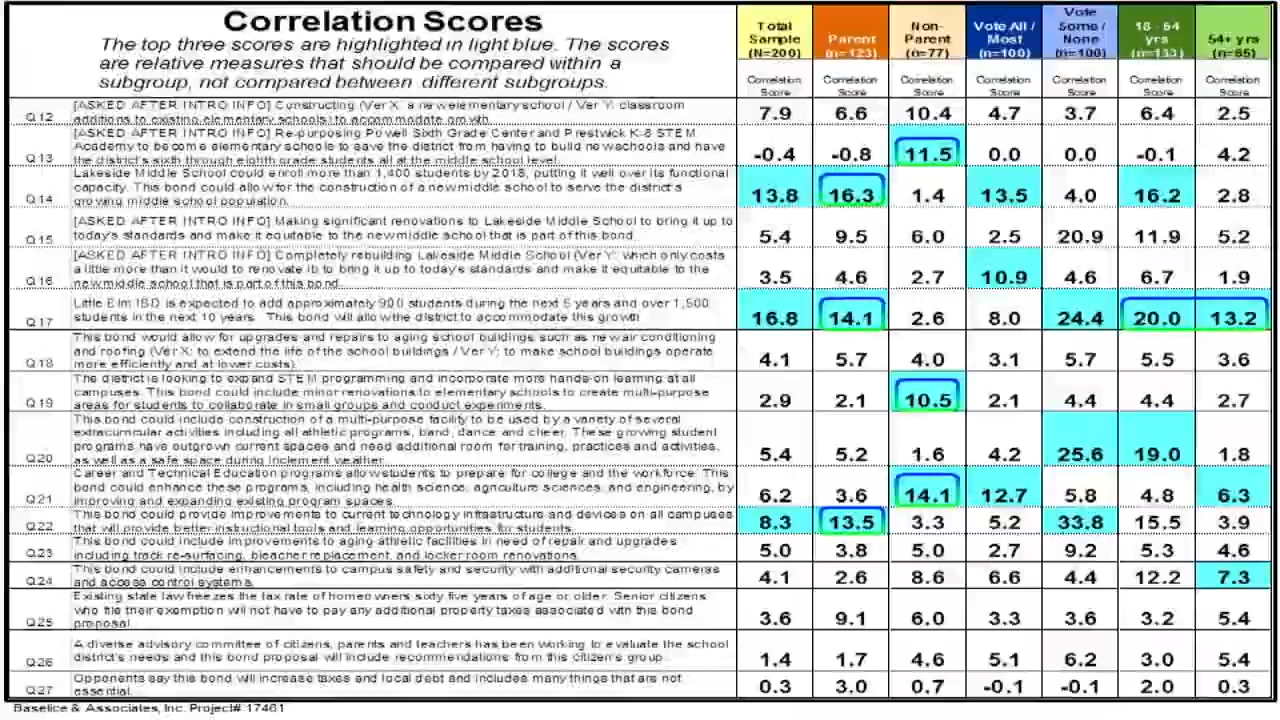 Correlation Scores
The top three scores are highlighted in light blue. The scores
are relative measures that should be compared within a
subgroup, not compared between different subgroups.
Total Sample (N=200) Parent (n=123) Non-Parent (n=77) Vote All / Most (n=100) Vote Some / None (n=100) 18 - 54 yrs (n=133) 54+ yrs (n=65)
Correlation Score Correlation Score Correlation Score Correlation Score Correlation Score Correlation Score Correlation Score
Q12 [ASKED AFTER INTRO INFO] Constructing (Ver X: a new elementary school / Ver Y: classroom
additions to existing elementary schools) to accommodate growth. 7.9 6.6 10.4 4.7 3.7 6.4 2.5
[ASKED AFTER INTRO INFO] Re-purposing Powell Sixth Grade Center and Prestwick K-8 STEM
Academy to become elementary schools to save the district from having to build new schools and have
Q13 the district's sixth through eighth grade students all at the middle school level. -0.4 -0.8 11.5 0.0 0.0 -0.1 4.2
Lakeside Middle School could enroll more than 1,400 students by 2018, putting it well over its functional
capacity. This bond could allow for the construction of a new middle school to serve the district's
Q14 growing middle school population. 13.8 16.3 1.4 13.5 4.0 16.2 2.8
[ASKED AFTER INTRO INFO] Making significant renovations to Lakeside Middle School to bring it up to
Q15 today's standards and make it equitable to the new middle school that is part of this bond. 5.4 9.5 6.0 2.5 20.9 11.9 5.2
[ASKED AFTER INTRO INFO] Completely rebuilding Lakeside Middle School (Ver Y: which only costs
a little more than it would to renovate it) to bring it up to today's standards and make it equitable to the
Q16 new middle school that is part of this bond. 3.5 4.6 2.7 10.9 4.6 6.7 1.9
Little Elm ISD is expected to add approximately 900 students during the next 5 years and over 1,500
Q17 students in the next 10 years. This bond will allow the district to accommodate this growth 16.8 14.1 2.6 8.0 24.4 20.0 13.2
This bond would allow for upgrades and repairs to aging school buildings such as new air conditioning
and roofing (Ver X: to extend the life of the school buildings / Ver Y: to make school buildings operate
Q18 more efficiently and at lower costs). 4.1 5.7 4.0 3.1 5.7 5.5 3.6
The district is looking to expand STEM programming and incorporate more hands-on learning at all
campuses. This bond could include minor renovations to elementary schools to create multi-purpose
Q19 areas for students to collaborate in small groups and conduct experiments. 2.9 2.1 10.5 2.1 4.4 4.4 2.7
This bond could include construction of a multi-purpose facility to be used by a variety of several
extracurricular activities including all athletic programs, band, dance and cheer. These growing student
programs have outgrown current spaces and need additional room for training, practices and activities,
Q20 as well as a safe space during inclement weather. 5.4 5.2 1.6 4.2 25.6 19.0 1.8
Career and Technical Education programs allow students to prepare for college and the workforce. This
bond could enhance these programs, including health science, agriculture sciences, and engineering, by
Q21 improving and expanding existing program spaces. 6.2 3.6 14.1 12.7 5.8 4.8 6.3
This bond could provide improvements to current technology infrastructure and devices on all campuses
Q22 that will provide better instructional tools and learning opportunities for students. 8.3 13.5 3.3 5.2 33.8 15.5 3.9
This bond could include improvements to aging athletic facilities in need of repair and upgrades
Q23 including track re-surfacing, bleacher replacement, and locker room renovations. 5.0 3.8 5.0 2.7 9.2 5.3 4.6
This bond could include enhancements to campus safety and security with additional security cameras
Q24 and access control systems. 4.1 2.6 8.6 6.6 4.4 12.2 7.3
Existing state law freezes the tax rate of homeowners sixty five years of age or older. Senior citizens
who file their exemption will not have to pay any additional property taxes associated with this bond
Q25 proposal. 3.6 9.1 6.0 3.3 3.6 3.2 5.4
A diverse advisory committee of citizens, parents and teachers has been working to evaluate the school
Q26 district's needs and this bond proposal will include recommendations from this citizen's group. 1.4 1.7 4.6 5.1 6.2 3.0 5.4
Opponents say this bond will increase taxes and local debt and includes many things that are not
Q27 essential. 0.3 3.0 0.7 -0.1 -0.1 2.0 0.3
Baselice & Associates, Inc. Project# 17461